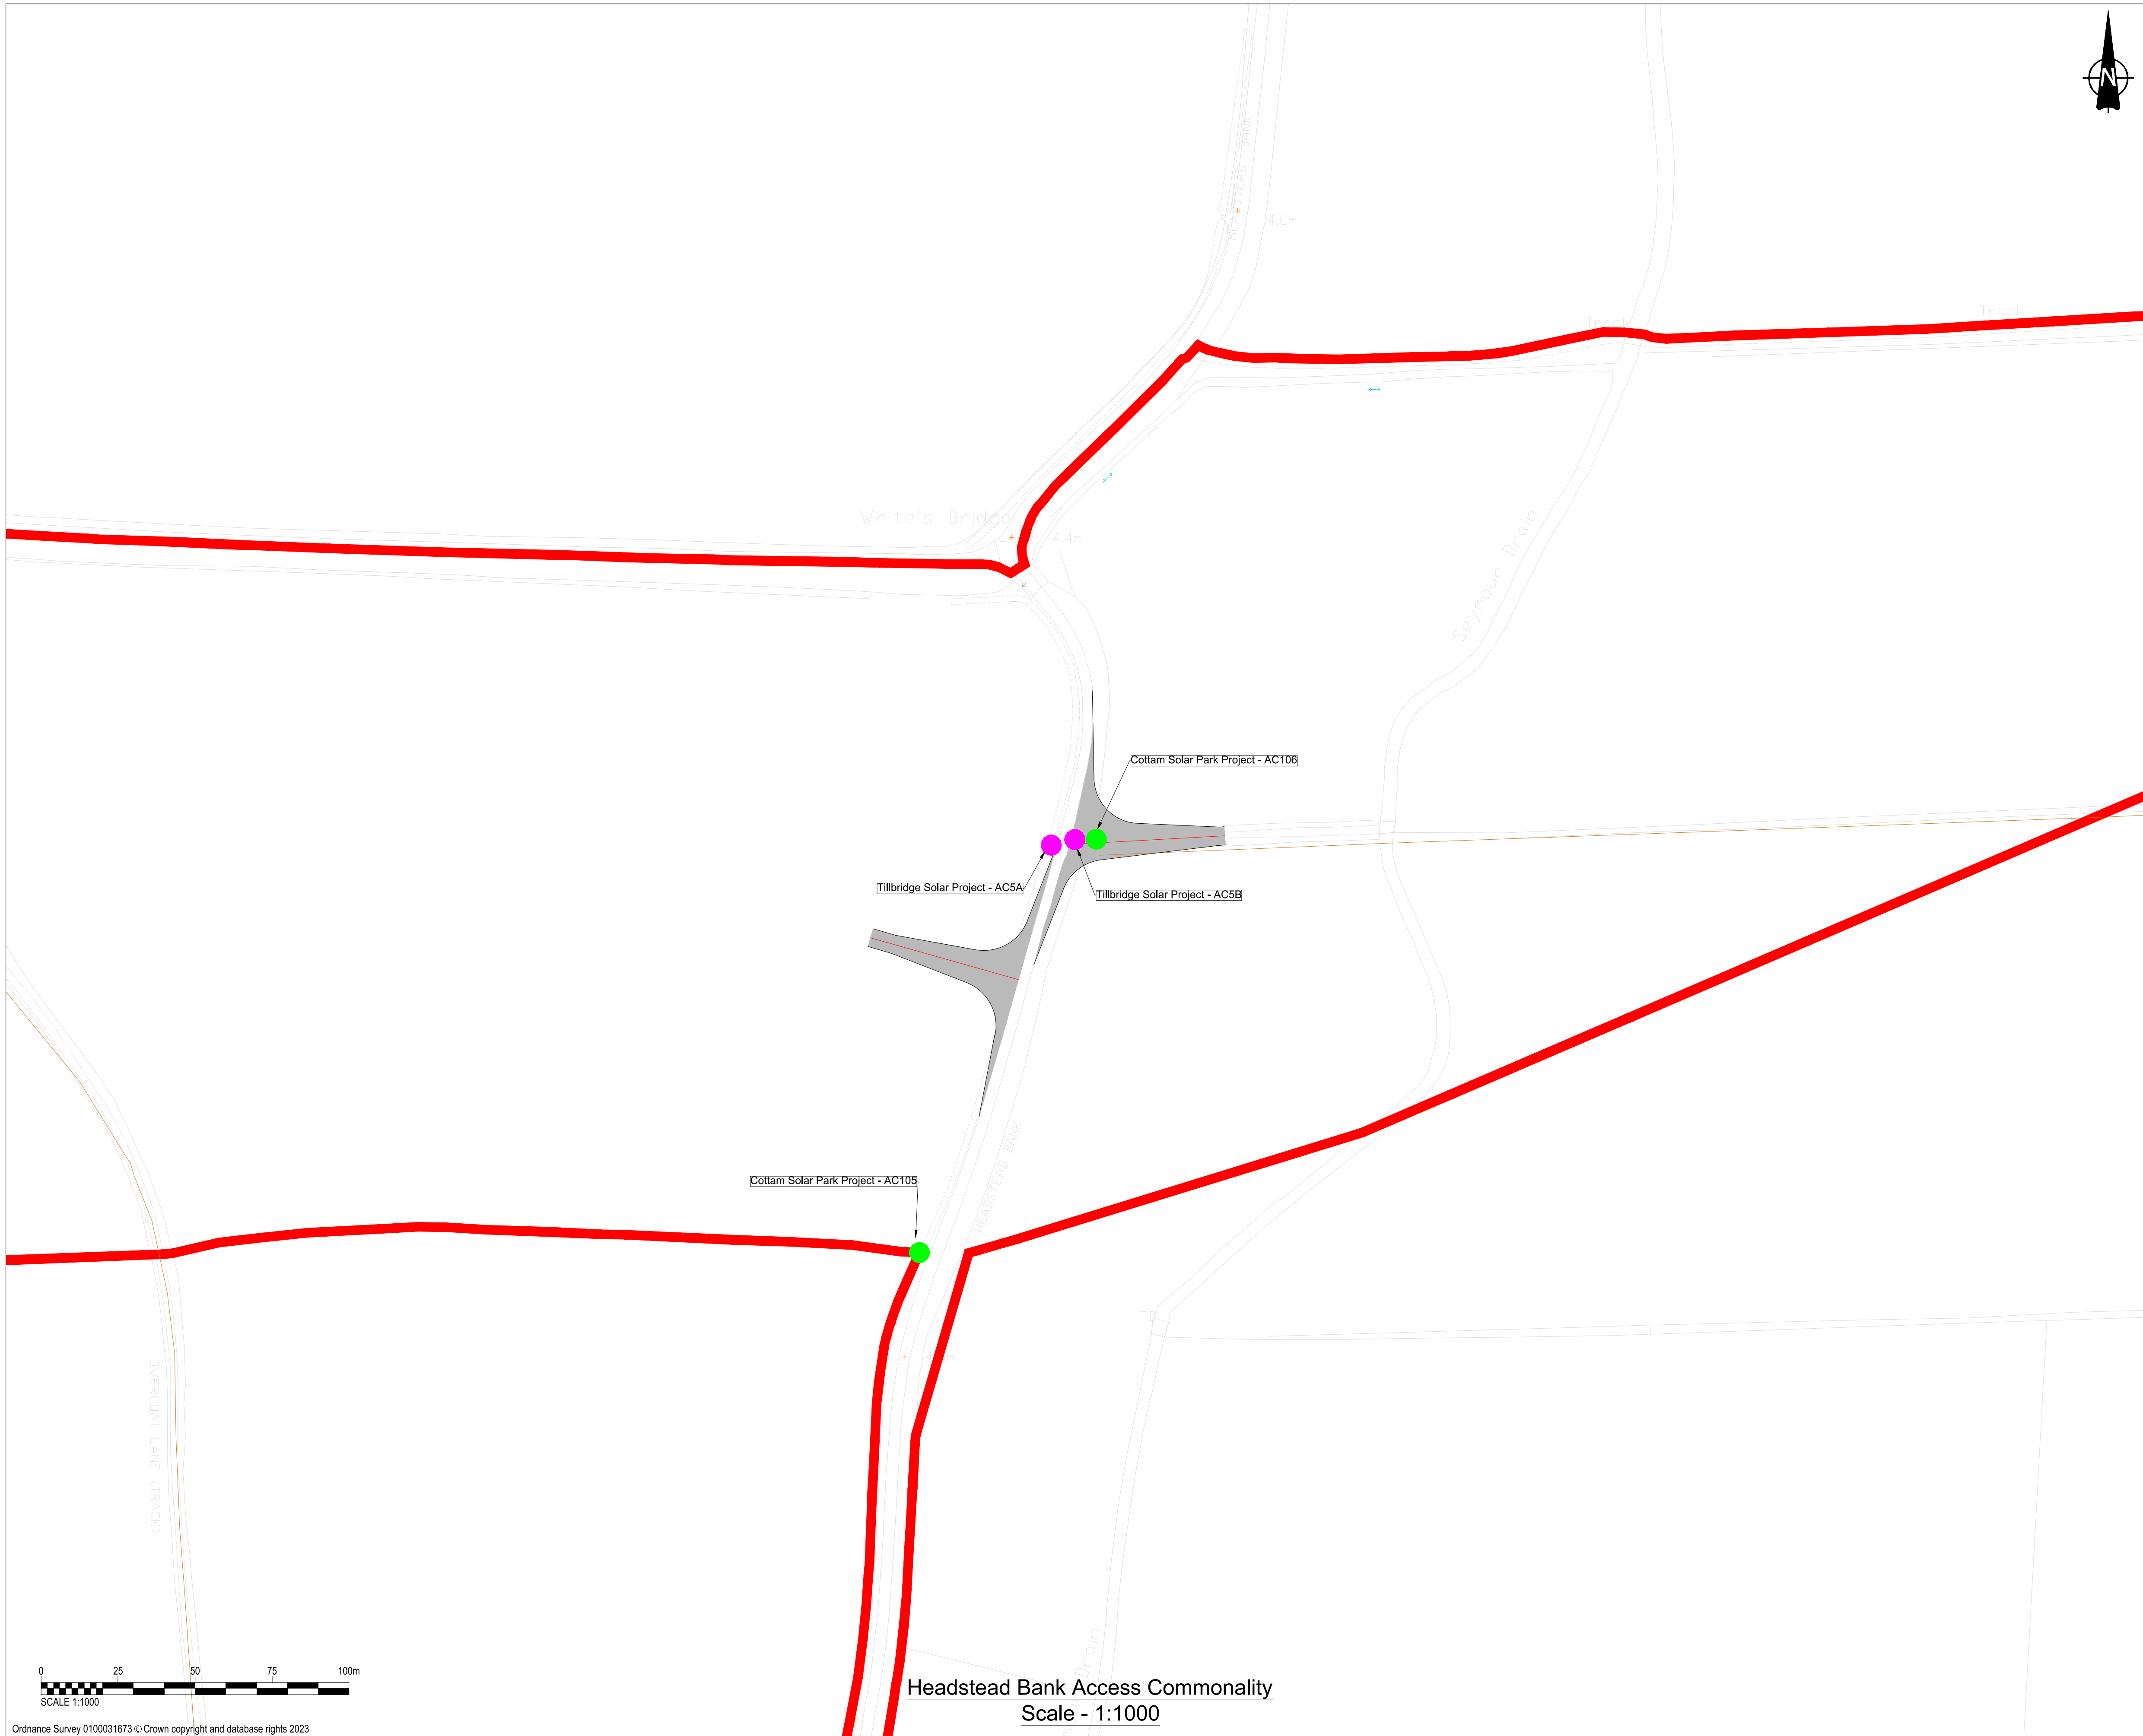 N
HEADSTEAD BANK
4.6m
Track
Track
White's Bridge
4.4m
Seymour Drain
Cottam Solar Park Project - AC106
Tillbridge Solar Project - AC5A
Tillbridge Solar Project - AC5B
HEADSTEAD BANK
Cottam Solar Park Project - AC105
FB
OVERCOAT LANE (TRACK)
Drain
0 25 50 75 100m
SCALE 1:1000
Headstead Bank Access Commonality
Scale - 1:1000
Ordnance Survey 0100031673 © Crown copyright and database rights 2023